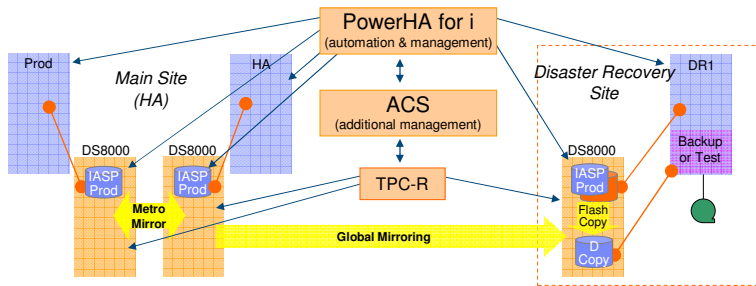 PowerHA for i
(automation & management)
Prod
HA
DR1
Main Site
(HA)
Disaster Recovery
Site
ACS
(additional management)
DS8000
DS8000
DS8000
Backup
or Test
IASP
Prod
IASP
Prod
TPC-R
IASP
Prod
Metro
Mirror
Flash
Copy
Global Mirroring
D
Copy